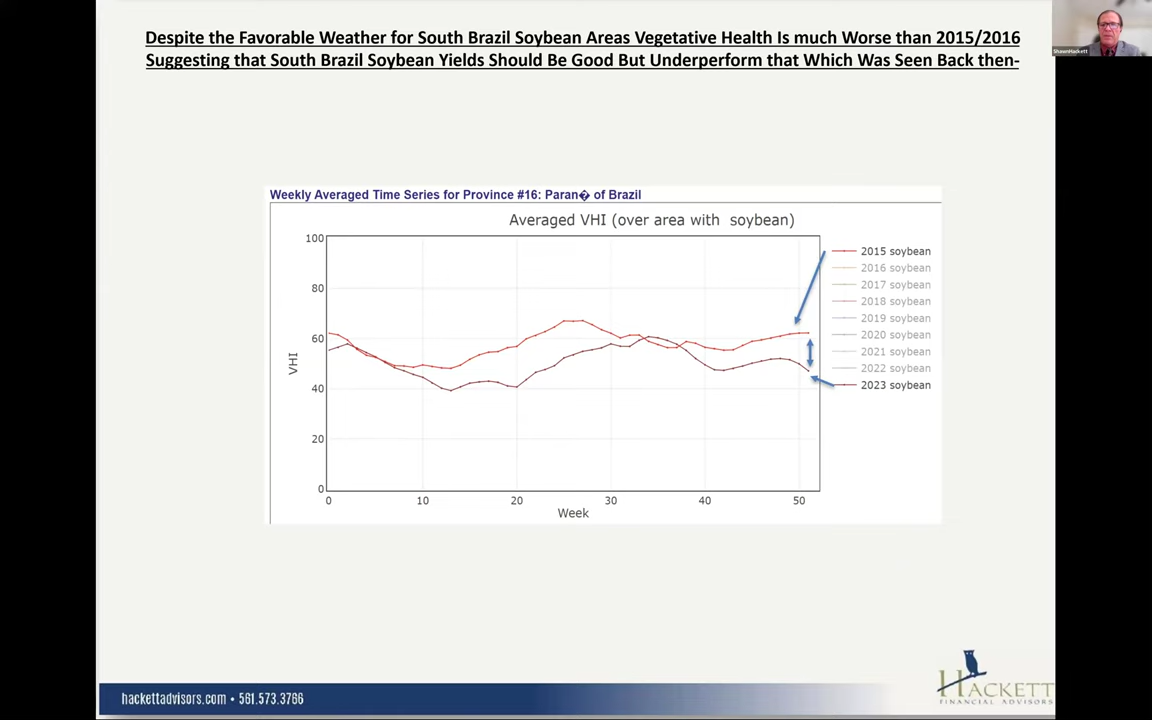 Despite the Favorable Weather for South Brazil Soybean Areas Vegetative Health Is much Worse than 2015/2016
Suggesting that South Brazil Soybean Yields Should Be Good But Underperform that Which Was Seen Back then-
ShawnHackett
Weekly Averaged Time Series for Province #16: Paran� of Brazil
Averaged VHI (over area with soybean)
100
80
60
40
20
0
VHI
0 10 20 30 40 50
Week
2015 soybean
2016 soybean
2017 soybean
2018 soybean
2019 soybean
2020 soybean
2021 soybean
2022 soybean
2023 soybean
hackettadvisors.com • 561.573.3766
HACKETT
FINANCIAL ADVISORS